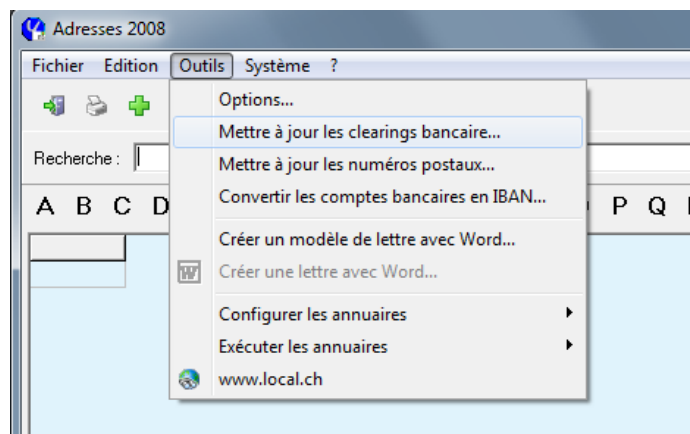 Adresses 2008
Fichier Edition Outils Système ?
Options...
Mettre à jour les clearings bancaire...
Recherche :
Mettre à jour les numéros postaux...
A B C D P Q
Convertir les comptes bancaires en IBAN...
Créer un modèle de lettre avec Word...
Créer une lettre avec Word...
Configurer les annuaires
Exécuter les annuaires
www.local.ch